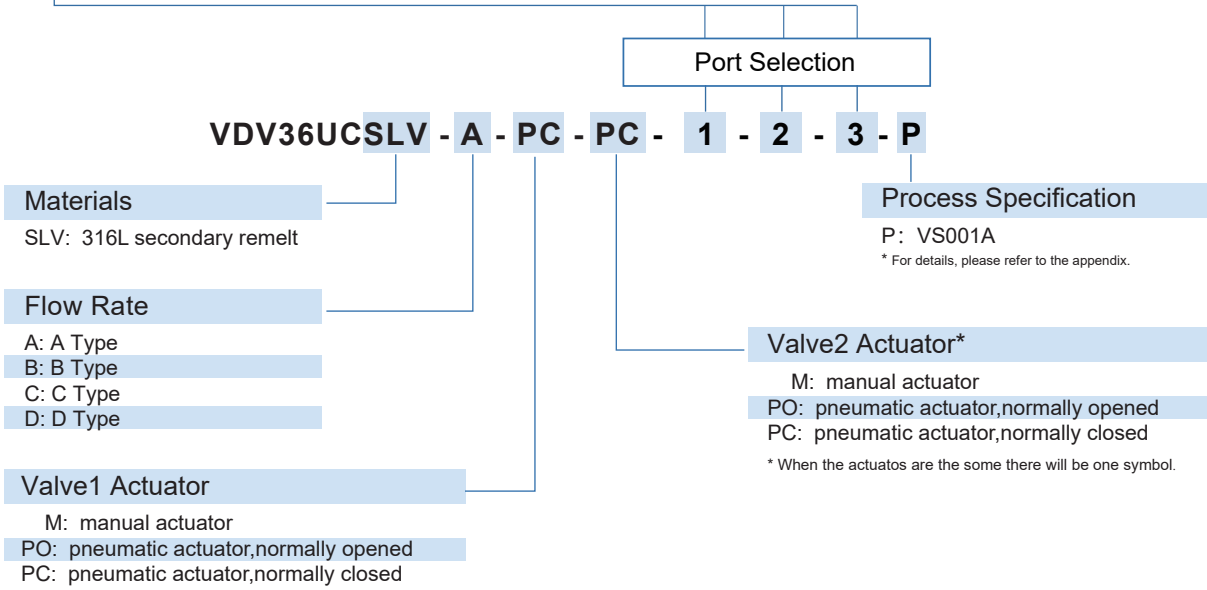 Port Selection
VDV36UCSLV - A - PC - PC - 1 - 2 - 3 - P
Materials
SLV: 316L secondary remelt
Process Specification
P: VS001A
* For details, please refer to the appendix.
Flow Rate
A: A Type
B: B Type
C: C Type
D: D Type
Valve2 Actuator*
M: manual actuator
PO: pneumatic actuator,normally opened
PC: pneumatic actuator,normally closed
* When the actuatos are the some there will be one symbol.
Valve1 Actuator
M: manual actuator
PO: pneumatic actuator,normally opened
PC: pneumatic actuator,normally closed